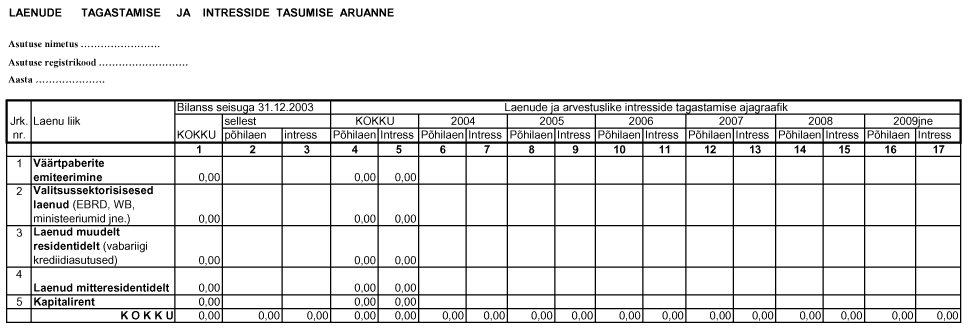 LAENUDE TAGASTAMISE JA INTRESSIDE TASUMISE ARUANNE
Asutuse nimetus ……………………
Asutuse registrikood ………………………
Aasta …………………
Bilanss seisuga 31.12.2003 Laenude ja arvestuslike intresside tagastamise ajagraafik
Jrk. Laenu liik sellest KOKKU 2004 2005 2006 2007 2008 2009jne
nr. KOKKU põhilaen intress Põhilaen Intress Põhilaen Intress Põhilaen Intress Põhilaen Intress Põhilaen Intress Põhilaen Intress Põhilaen Intress
1 2 3 4 5 6 7 8 9 10 11 12 13 14 15 16 17
1 Väärtpaberite
emiteerimine 0,00 0,00 0,00
2 Valitsussektorisisesed
laenud (EBRD, WB,
ministeeriumid jne.) 0,00 0,00 0,00
3 Laenud muudelt
residentidelt (vabariigi
krediidiasutused) 0,00 0,00 0,00
4
Laenud mitteresidentidelt 0,00 0,00 0,00
5 Kapitalirent 0,00 0,00 0,00
K O K K U 0,00 0,00 0,00 0,00 0,00 0,00 0,00 0,00 0,00 0,00 0,00 0,00 0,00 0,00 0,00 0,00 0,00